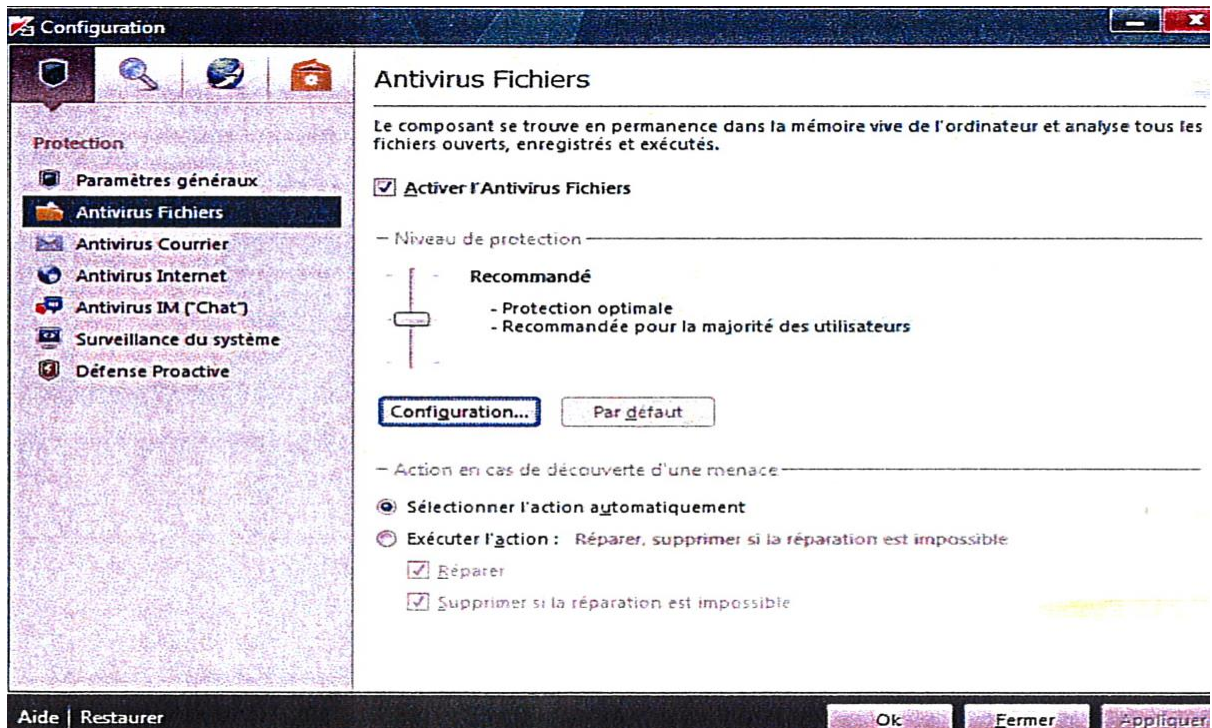 Configuration
Protection
Paramètres généraux
Antivirus Fichiers
Antivirus Courrier
Antivirus Internet
Antivirus IM ("Chat")
Surveillance du système
Défense Proactive
Antivirus Fichiers
Le composant se trouve en permanence dans la mémoire vive de l'ordinateur et analyse tous les
fichiers ouverts, enregistrés et exécutés.
Activer l'Antivirus Fichiers
Niveau de protection
Recommandé
- Protection optimale
- Recommandée pour la majorité des utilisateurs
Configuration...
Par défaut
Action en cas de découverte d'une menace
Sélectionner l'action automatiquement
Exécuter l'action : Réparer, supprimer si la réparation est impossible
Réparer
Supprimer si la réparation est impossible
Aide | Restaurer
Ok
Fermer
Appliquer